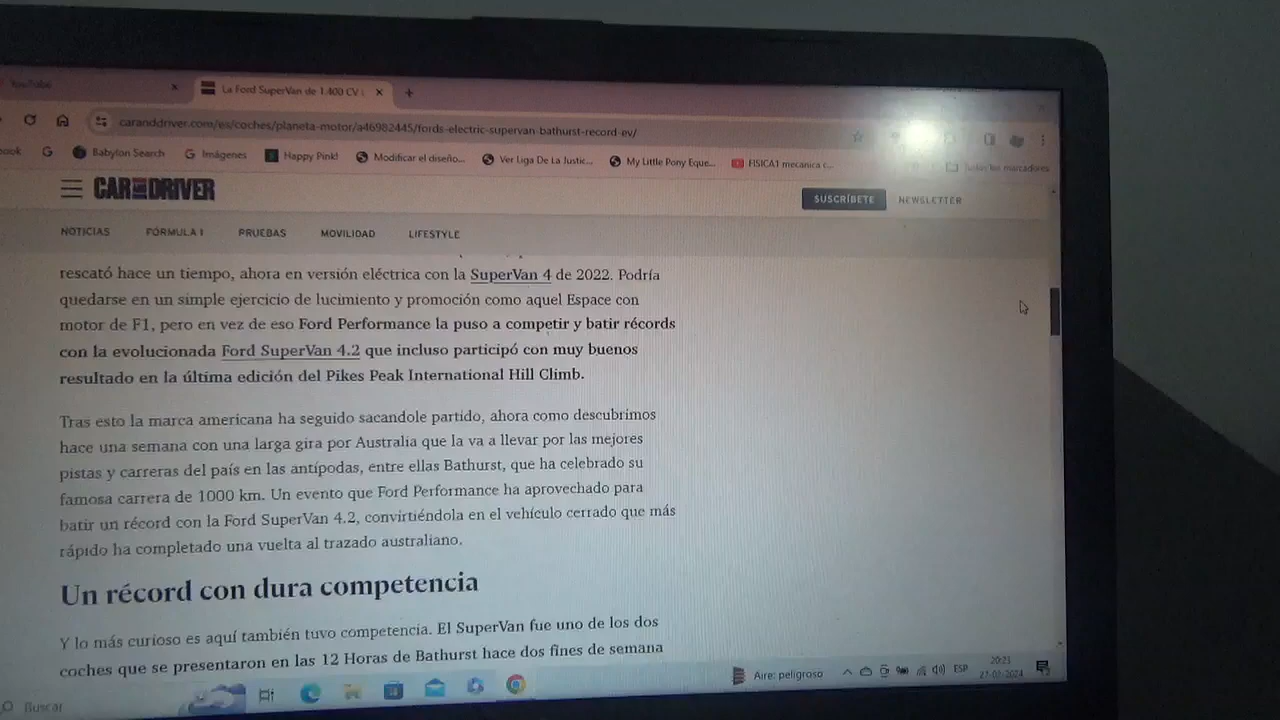 YouTube
La Ford SuperVan de 1.400 CV
caranddriver.com/es/coches/planeta-motor/a46982445/fords-electric-supervan-bathurst-record-ev/
ook G Babylon Search G Imágenes Happy Pink! Modificar el diseño... Ver Liga De La Justic... My Little Pony Eque... FISICA1 mecanica c... Todos los marcadores
CAR AND DRIVER
SUSCRÍBETE NEWSLETTER
NOTICIAS FÓRMULA 1 PRUEBAS MOVILIDAD LIFESTYLE
rescató hace un tiempo, ahora en versión eléctrica con la SuperVan 4 de 2022. Podría
quedarse en un simple ejercicio de lucimiento y promoción como aquel Espace con
motor de F1, pero en vez de eso Ford Performance la puso a competir y batir récords
con la evolucionada Ford SuperVan 4.2 que incluso participó con muy buenos
resultado en la última edición del Pikes Peak International Hill Climb.
Tras esto la marca americana ha seguido sacandole partido, ahora como descubrimos
hace una semana con una larga gira por Australia que la va a llevar por las mejores
pistas y carreras del país en las antípodas, entre ellas Bathurst, que ha celebrado su
famosa carrera de 1000 km. Un evento que Ford Performance ha aprovechado para
batir un récord con la Ford SuperVan 4.2, convirtiéndola en el vehículo cerrado que más
rápido ha completado una vuelta al trazado australiano.
Un récord con dura competencia
Y lo más curioso es aquí también tuvo competencia. El SuperVan fue uno de los dos
coches que se presentaron en las 12 Horas de Bathurst hace dos fines de semana
Buscar
Aire: peligroso
ESP
20:21
27-02-2024